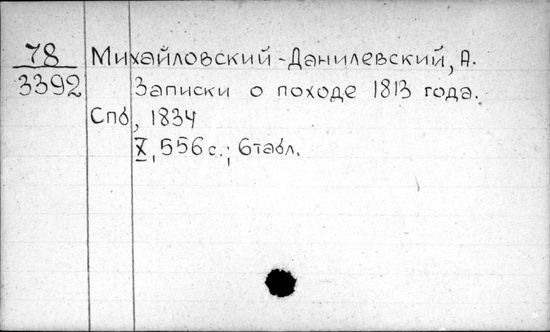 78 Михайловский-Данилевский, А.
3392 Записки о походе 1813 года.
Спб, 1834
X, 556 с.; 6 табл.